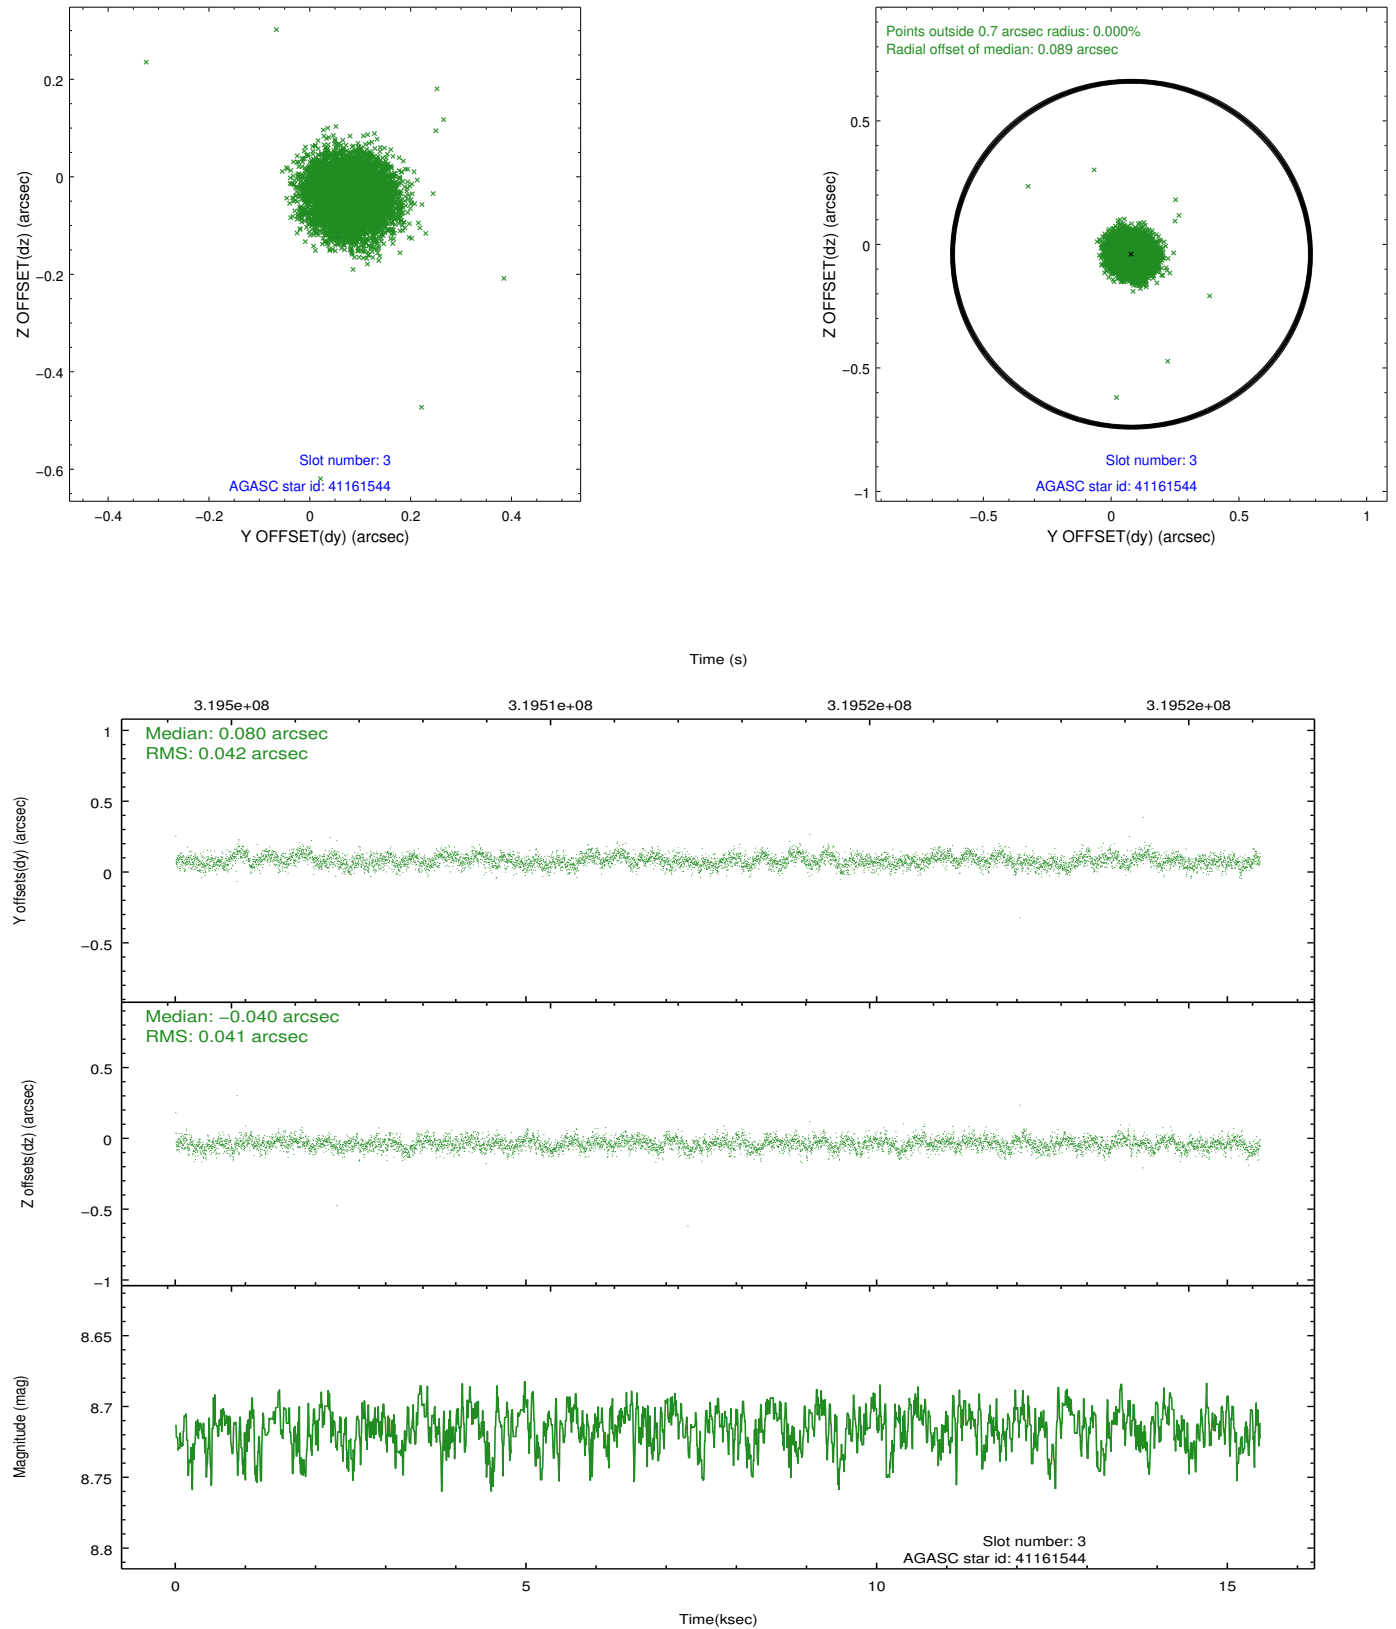 0.2
0
−0.2
−0.4
−0.6
Z OFFSET(dz) (arcsec)
Slot number: 3
AGASC star id: 41161544
−0.4
−0.2
0
0.2
0.4
Y OFFSET(dy) (arcsec)
Points outside 0.7 arcsec radius: 0.000%
Radial offset of median: 0.089 arcsec
0.5
0
−0.5
−1
Z OFFSET(dz) (arcsec)
Slot number: 3
AGASC star id: 41161544
−0.5
0
0.5
1
Y OFFSET(dy) (arcsec)
Time (s)
3.195e+08
3.1951e+08
3.1952e+08
3.1952e+08
Median: 0.080 arcsec
RMS: 0.042 arcsec
1
0.5
0
−0.5
Y offsets(dy) (arcsec)
Median: −0.040 arcsec
RMS: 0.041 arcsec
0.5
0
−0.5
−1
Z offsets(dz) (arcsec)
8.65
8.7
8.75
8.8
Magnitude (mag)
Slot number: 3
AGASC star id: 41161544
0
5
10
15
Time(ksec)